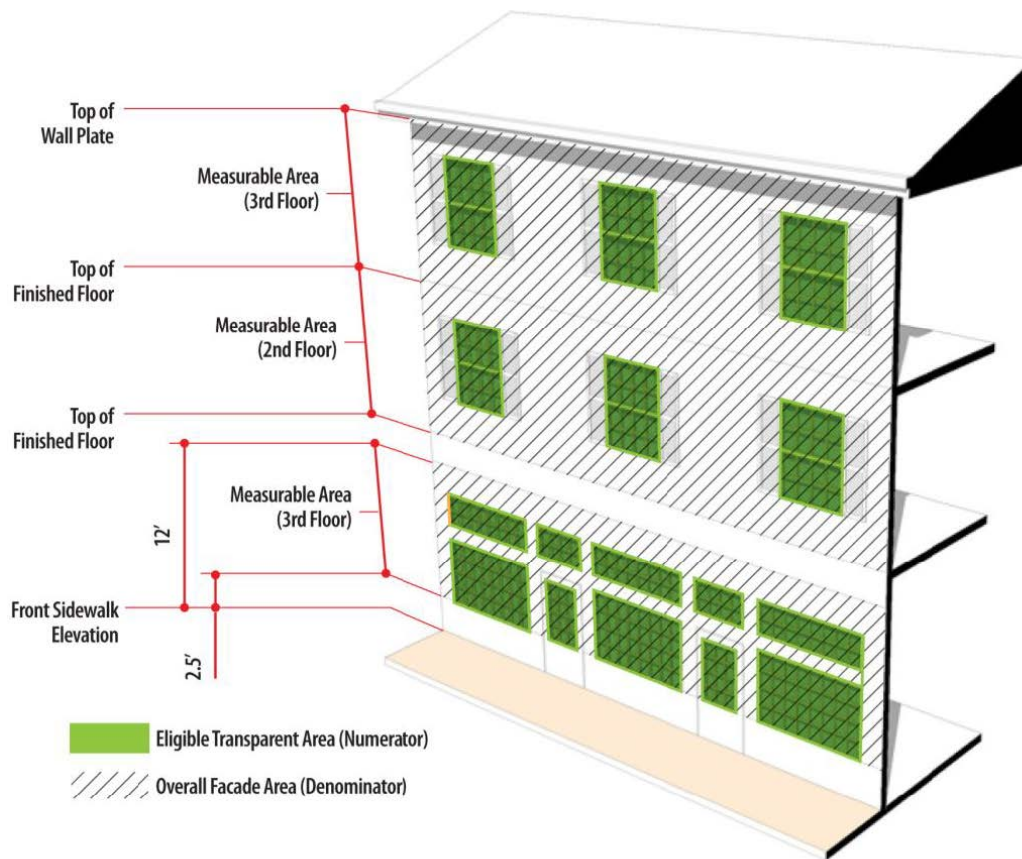 Top of
Wall Plate
Measurable Area
(3rd Floor)
Top of
Finished Floor
Measurable Area
(2nd Floor)
Top of
Finished Floor
Measurable Area
(3rd Floor)
12'
Front Sidewalk
Elevation
2.5'
Eligible Transparent Area (Numerator)
Overall Facade Area (Denominator)